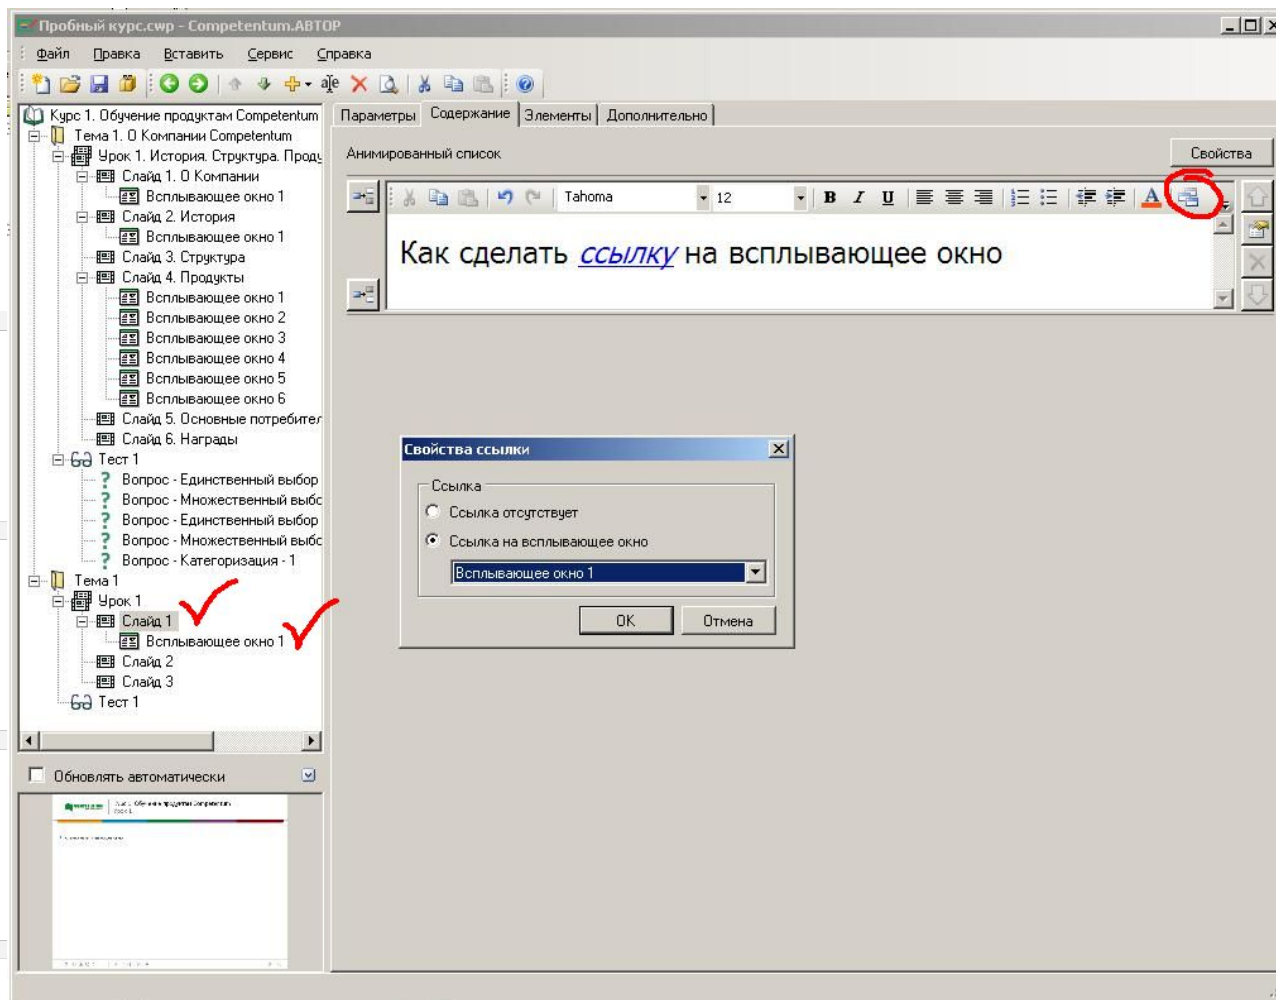 Пробный курс.cwp - Competentum.АВТОР
Файл Правка Вставить Сервис Справка
Курс 1. Обучение продуктам Competentum
Тема 1. О Компании Competentum
Урок 1. История. Структура. Проду
Слайд 1. О Компании
Всплывающее окно 1
Слайд 2. История
Всплывающее окно 1
Слайд 3. Структура
Слайд 4. Продукты
Всплывающее окно 1
Всплывающее окно 2
Всплывающее окно 3
Всплывающее окно 4
Всплывающее окно 5
Всплывающее окно 6
Слайд 5. Основные потребител
Слайд 6. Награды
Тест 1
Вопрос - Единственный выбор
Вопрос - Множественный выбо
Вопрос - Единственный выбор
Вопрос - Множественный выбо
Вопрос - Категоризация - 1
Тема 1
Урок 1
Слайд 1
Всплывающее окно 1
Слайд 2
Слайд 3
Тест 1
Обновлять автоматически
Параметры Содержание Элементы Дополнительно
Анимированный список Свойства
Tahoma 12 B I U A
Как сделать ссылку на всплывающее окно
Свойства ссылки
Ссылка
Ссылка отсутствует
Ссылка на всплывающее окно
Всплывающее окно 1
OK Отмена